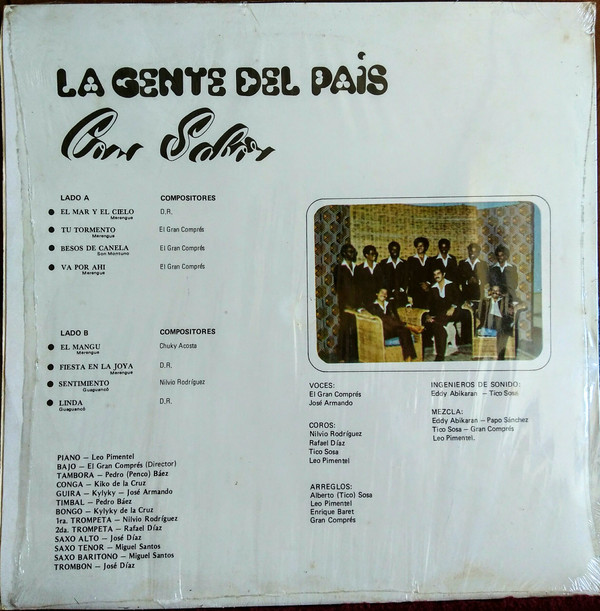 LA GENTE DEL PAÍS
Con Sabor
LADO A COMPOSITORES
EL MAR Y EL CIELO D.R.
Merengue
TU TORMENTO El Gran Comprés
Merengue
BESOS DE CANELA El Gran Comprés
Son Montuno
VA POR AHI El Gran Comprés
Merengue
LADO B COMPOSITORES
EL MANGU Chuky Acosta
Merengue
FIESTA EN LA JOYA D.R.
Merengue
SENTIMIENTO Nilvio Rodríguez
Guaguancó
LINDA D.R.
Guaguancó
PIANO — Leo Pimentel
BAJO — El Gran Comprés (Director)
TAMBORA — Pedro (Penco) Báez
CONGA — Kiko de la Cruz
GUIRA — Kylyky — José Armando
TIMBAL — Pedro Báez
BONGO — Kylyky de la Cruz
1ra. TROMPETA — Nilvio Rodríguez
2da. TROMPETA — Rafael Díaz
SAXO ALTO — José Díaz
SAXO TENOR — Miguel Santos
SAXO BARITONO — Miguel Santos
TROMBON — José Díaz
VOCES:
El Gran Comprés
José Armando
COROS:
Nilvio Rodríguez
Rafael Díaz
Tico Sosa
Leo Pimentel
ARREGLOS:
Alberto (Tico) Sosa
Leo Pimentel
Enrique Baret
Gran Comprés
INGENIEROS DE SONIDO:
Eddy Abikaran — Tico Sosa
MEZCLA:
Eddy Abikaran — Papo Sánchez
Tico Sosa — Gran Comprés
Leo Pimentel.